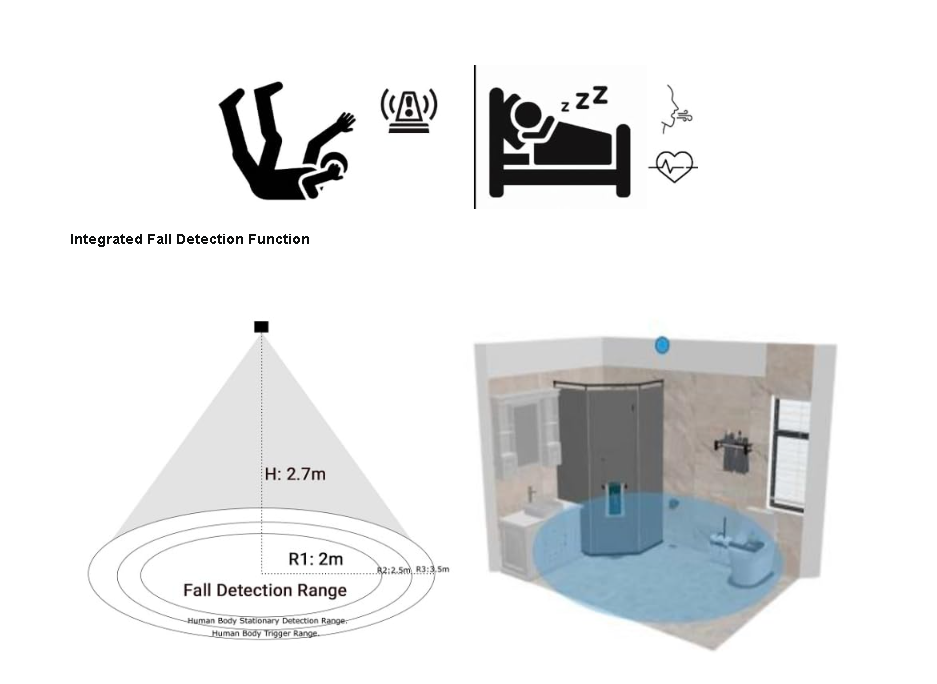 z z z
Integrated Fall Detection Function
H: 2.7m
R1: 2m
R2:2.5m R3:3.5m
Fall Detection Range
Human Body Stationary Detection Range.
Human Body Trigger Range.